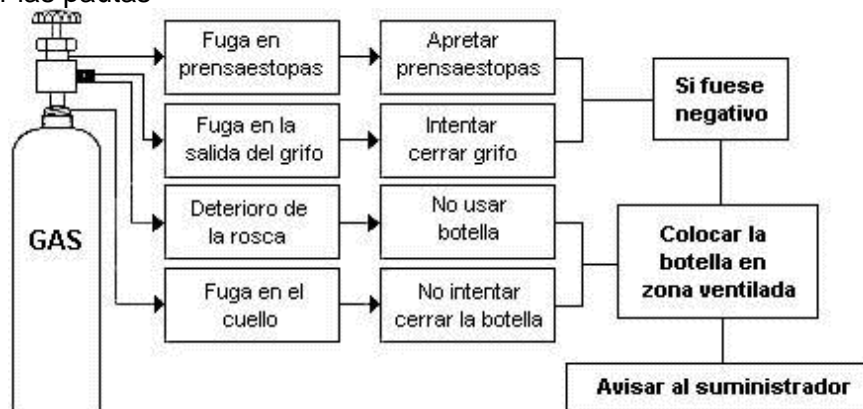 las pautas
Fuga en
prensaestopas
Apretar
prensaestopas
Si fuese
negativo
Fuga en la
salida del grifo
Intentar
cerrar grifo
GAS
Deterioro de
la rosca
No usar
botella
Colocar la
botella en
zona ventilada
Fuga en el
cuello
No intentar
cerrar la botella
Avisar al suministrador